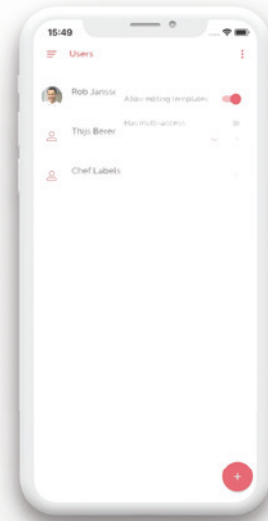 15:49
Users
Rob Jansse
Allow editing templates
Thijs Berer
Has multi-access
Chef Labels